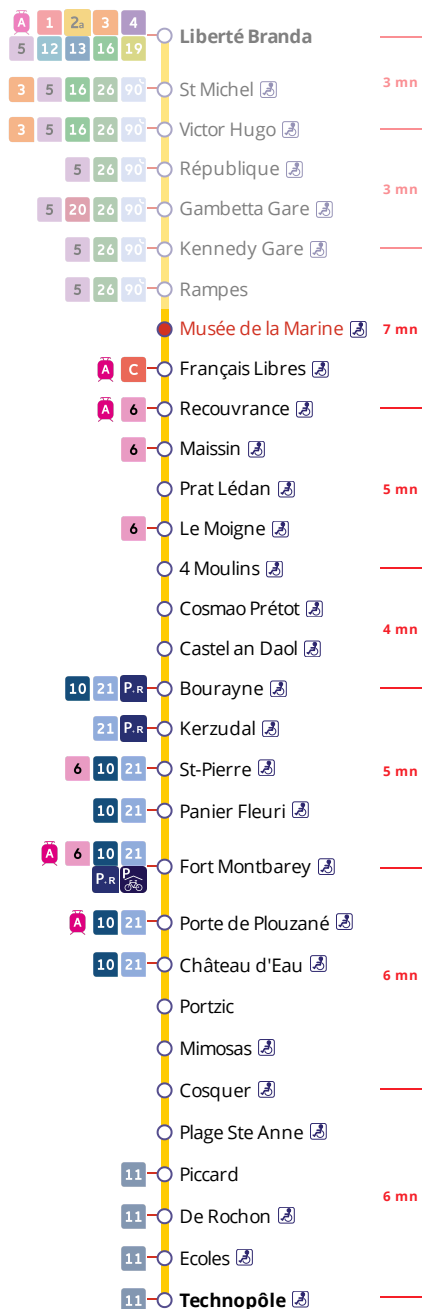 A 1 2a 3 4
5 12 13 16 19
Liberté Branda
3 5 16 26 90 St Michel
3 mn
3 5 16 26 90 Victor Hugo
5 26 90 République
3 mn
5 20 26 90 Gambetta Gare
5 26 90 Kennedy Gare
5 26 90 Rampes
Musée de la Marine 7 mn
A C Français Libres
A 6 Recouvrance
6 Maissin
Prat Lédan 5 mn
6 Le Moigne
4 Moulins
Cosmao Prétot
4 mn
Castel an Daol
10 21 P+R Bourayne
21 P+R Kerzudal
6 10 21 St-Pierre 5 mn
10 21 Panier Fleuri
A 6 10 21
P+R P
Fort Montbarey
A 10 21 Porte de Plouzané
10 21 Château d'Eau
6 mn
Portzic
Mimosas
Cosquer
Plage Ste Anne
11 Piccard
6 mn
11 De Rochon
11 Ecoles
11 Technopôle